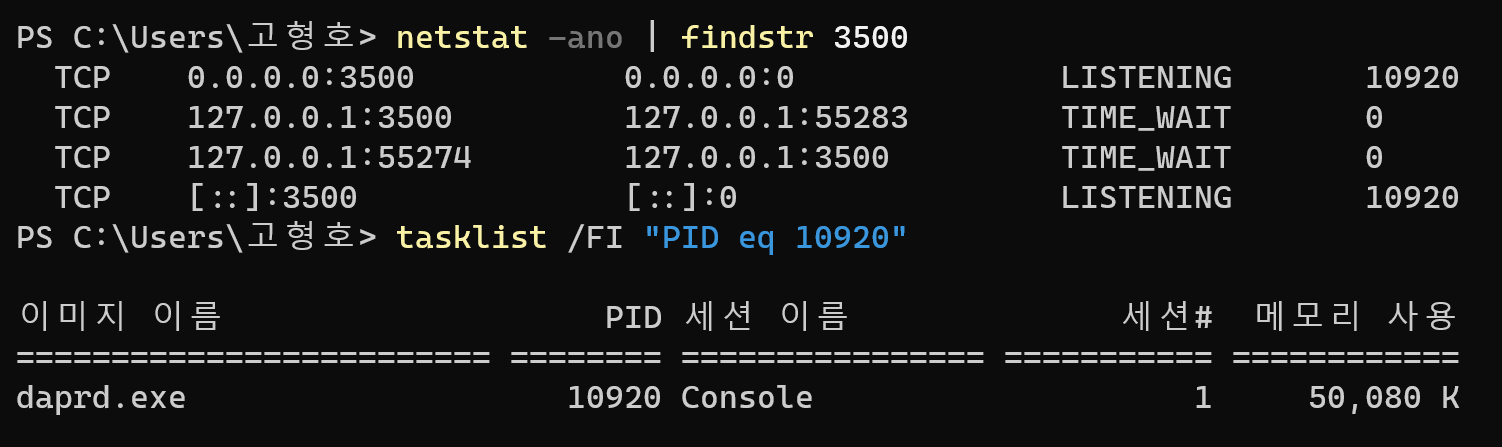 PS C:\Users\고형호> netstat -ano | findstr 3500
  TCP    0.0.0.0:3500           0.0.0.0:0              LISTENING       10920
  TCP    127.0.0.1:3500         127.0.0.1:55283        TIME_WAIT       0
  TCP    127.0.0.1:55274        127.0.0.1:3500         TIME_WAIT       0
  TCP    [::]:3500              [::]:0                 LISTENING       10920
PS C:\Users\고형호> tasklist /FI "PID eq 10920"
이미지 이름                    PID 세션 이름              세션#  메모리 사용
========================= ======== ================ =========== ============
daprd.exe                    10920 Console                    1     50,080 K